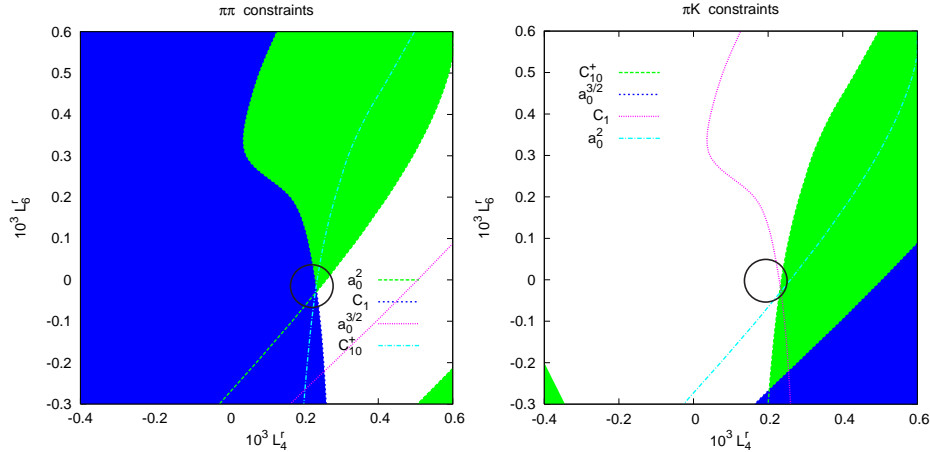 ππ constraints
0.6
0.5
0.4
0.3
0.2
0.1
0
-0.1
-0.2
-0.3
-0.4 -0.2 0 0.2 0.4 0.6
10³ L₆ʳ
10³ L₄ʳ
a₀²
C₁
a₀^3/2
C₁₀⁺
πK constraints
0.6
0.5
0.4
0.3
0.2
0.1
0
-0.1
-0.2
-0.3
-0.4 -0.2 0 0.2 0.4 0.6
10³ L₆ʳ
10³ L₄ʳ
C₁₀⁺
a₀^3/2
C₁
a₀²